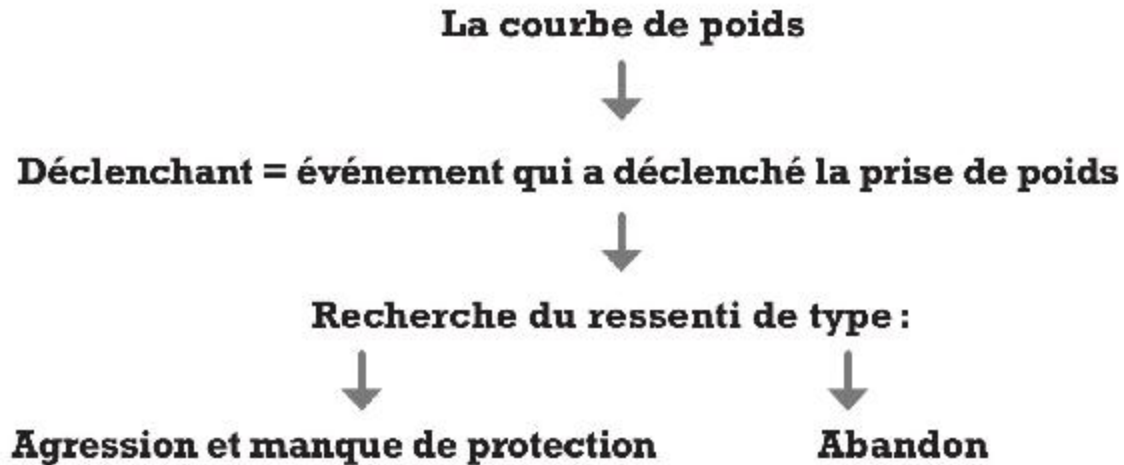 La courbe de poids
Déclenchant = événement qui a déclenché la prise de poids
Recherche du ressenti de type :
Agression et manque de protection
Abandon